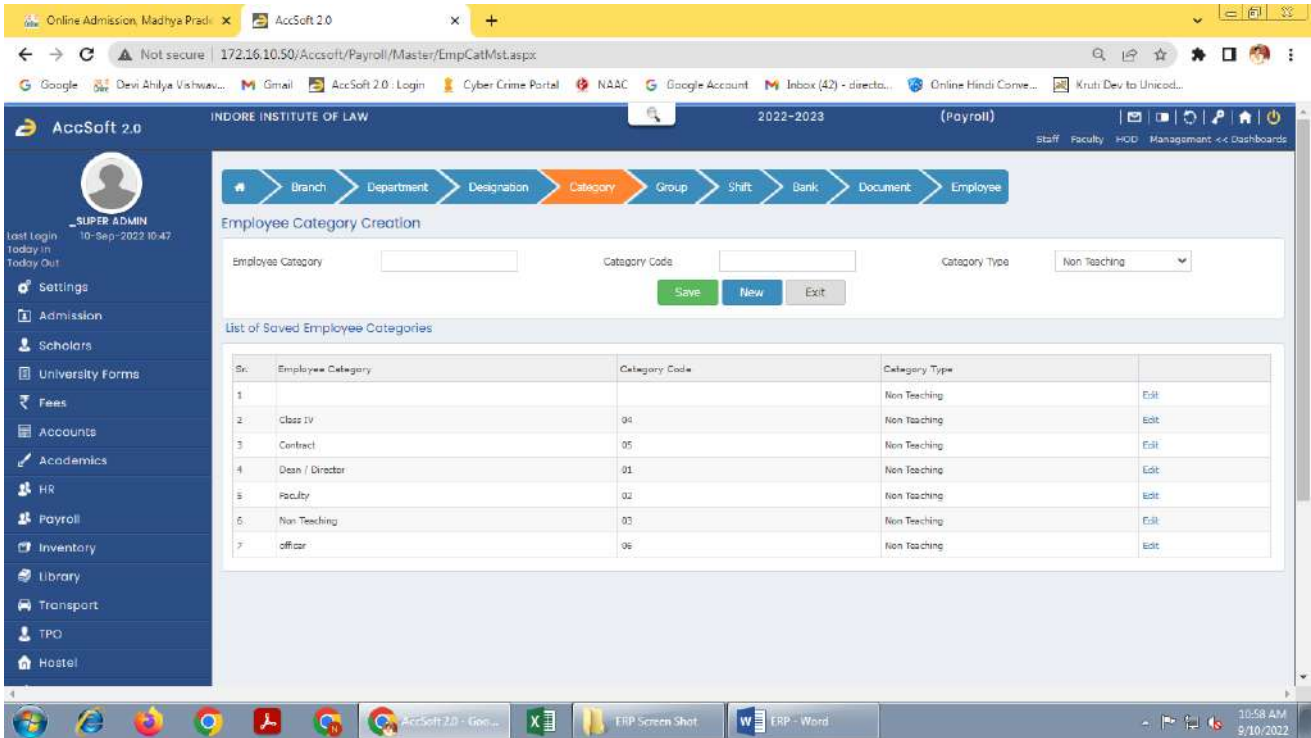 Online Admission, Madhya Prade
AccSoft 2.0
Not secure | 172.16.10.50/Accsoft/Payroll/Master/EmpCatMst.aspx
Google Devi Ahilya Vishwav... Gmail AccSoft 2.0 : Login Cyber Crime Portal NAAC Google Account Inbox (42) - directo... Online Hindi Conve... Kruti Dev to Unicod...
AccSoft 2.0 INDORE INSTITUTE OF LAW 2022-2023 (Payroll)
Staff Faculty HOD Management << Dashboards
Branch Department Designation Category Group Shift Bank Document Employee
_SUPER ADMIN
Last Login 10-Sep-2022 10:47
Today In
Today Out
Settings
Admission
Scholars
University Forms
Fees
Accounts
Academics
HR
Payroll
Inventory
Library
Transport
TPO
Hostel
Employee Category Creation
Employee Category Category Code Category Type Non Teaching
Save New Exit
List of Saved Employee Categories
Sr. Employee Category Category Code Category Type
1 Non Teaching Edit
2 Class IV 04 Non Teaching Edit
3 Contract 05 Non Teaching Edit
4 Dean / Director 01 Non Teaching Edit
5 Faculty 02 Non Teaching Edit
6 Non Teaching 03 Non Teaching Edit
7 officer 06 Non Teaching Edit
AccSoft 2.0 - Goo... ERP Screen Shot ERP - Word
10:58 AM
9/10/2022